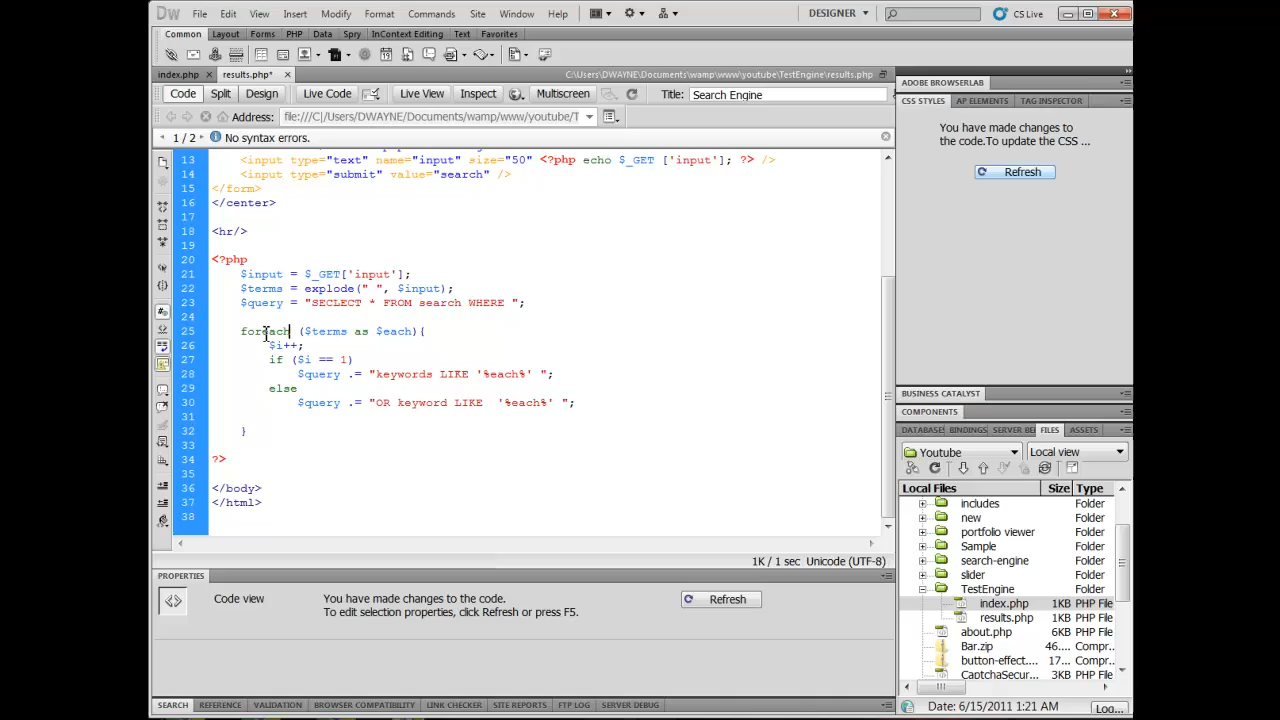 Dw File Edit View Insert Modify Format Commands Site Window Help DESIGNER CS Live
Common Layout Forms PHP Data Spry InContext Editing Text Favorites
index.php × results.php* × C:\Users\DWAYNE\Documents\wamp\www\youtube\TestEngine\results.php
Code Split Design Live Code Live View Inspect Multiscreen Title: Search Engine
Address: file:///C|/Users/DWAYNE/Documents/wamp/www/youtube/T
1 / 2 No syntax errors.
13 <input type="text" name="input" size="50" <?php echo $_GET ['input']; ?> />
14 <input type="submit" value="search" />
15 </form>
16 </center>
17
18 <hr/>
19
20 <?php
21 $input = $_GET['input'];
22 $terms = explode(" ", $input);
23 $query = "SECLECT * FROM search WHERE ";
24
25 foreach ($terms as $each){
26 $i++;
27 if ($i == 1)
28 $query .= "keywords LIKE '%each%' ";
29 else
30 $query .= "OR keyword LIKE  '%each%' ";
31
32 }
33
34 ?>
35
36 </body>
37 </html>
38
1K / 1 sec Unicode (UTF-8)
PROPERTIES
Code view You have made changes to the code. Refresh
To edit selection properties, click Refresh or press F5.
SEARCH REFERENCE VALIDATION BROWSER COMPATIBILITY LINK CHECKER SITE REPORTS FTP LOG SERVER DEBUG
ADOBE BROWSERLAB
CSS STYLES AP ELEMENTS TAG INSPECTOR
You have made changes to
the code.To update the CSS ...
Refresh
BUSINESS CATALYST
COMPONENTS
DATABASE BINDINGS SERVER BE FILES ASSETS
Youtube Local view
Local Files Size Type
includes Folder
new Folder
portfolio viewer Folder
Sample Folder
search-engine Folder
slider Folder
TestEngine Folder
index.php 1KB PHP File
results.php 1KB PHP File
about.php 6KB PHP File
Bar.zip 46.... Compr...
button-effect.... 17... Compr...
CaptchaSecur... 3KB PHP File
Date: 6/15/2011 1:21 AM Log...